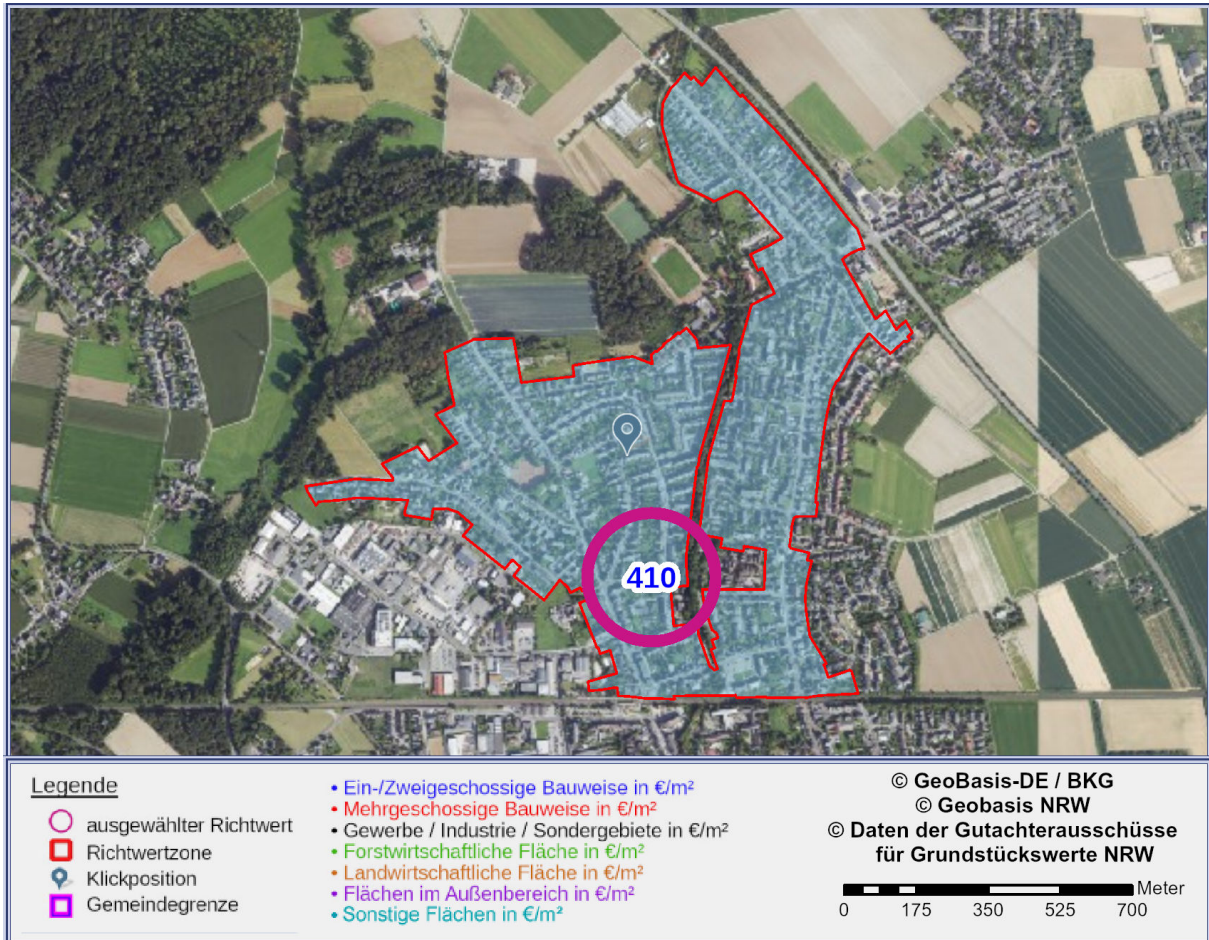 410
Legende
ausgewählter Richtwert
Richtwertzone
Klickposition
Gemeindegrenze
• Ein-/Zweigeschossige Bauweise in €/m²
• Mehrgeschossige Bauweise in €/m²
• Gewerbe / Industrie / Sondergebiete in €/m²
• Forstwirtschaftliche Fläche in €/m²
• Landwirtschaftliche Fläche in €/m²
• Flächen im Außenbereich in €/m²
• Sonstige Flächen in €/m²
© GeoBasis-DE / BKG
© Geobasis NRW
© Daten der Gutachterausschüsse
für Grundstückswerte NRW
Meter
0 175 350 525 700